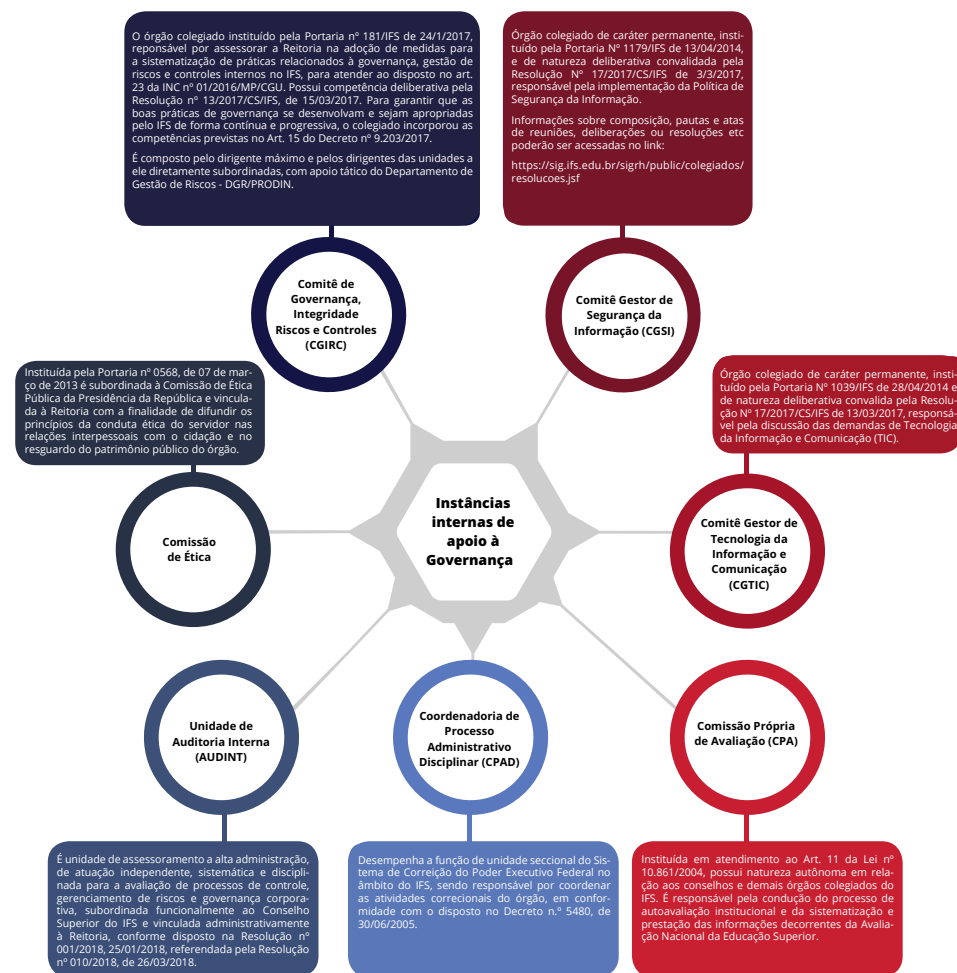 O órgão colegiado instituído pela Portaria nº 181/IFS de 24/1/2017,
reponsável por assessorar a Reitoria na adoção de medidas para
a sistematização de práticas relacionados à governança, gestão de
riscos e controles internos no IFS, para atender ao disposto no art.
23 da INC nº 01/2016/MP/CGU. Possui competência deliberativa pela
Resolução nº 13/2017/CS/IFS, de 15/03/2017. Para garantir que as
boas práticas de governança se desenvolvam e sejam apropriadas
pelo IFS de forma contínua e progressiva, o colegiado incorporou as
competências previstas no Art. 15 do Decreto nº 9.203/2017.
É composto pelo dirigente máximo e pelos dirigentes das unidades a
ele diretamente subordinadas, com apoio tático do Departamento de
Gestão de Riscos - DGR/PRODIN.
Órgão colegiado de caráter permanente, insti-
tuído pela Portaria Nº 1179/IFS de 13/04/2014,
e de natureza deliberativa convalidada pela
Resolução Nº 17/2017/CS/IFS de 3/3/2017,
responsável pela implementação da Política de
Segurança da Informação.
Informações sobre composição, pautas e atas
de reuniões, deliberações ou resoluções etc
poderão ser acessadas no link:
https://sig.ifs.edu.br/sigrh/public/colegiados/
resolucoes.jsf
Comitê de
Governança,
Integridade
Riscos e Controles
(CGIRC)
Comitê Gestor de
Segurança da
Informação (CGSI)
Instituída pela Portaria nº 0568, de 07 de mar-
ço de 2013 é subordinada à Comissão de Ética
Pública da Presidência da República e vincula-
da à Reitoria com a finalidade de difundir os
princípios da conduta ética do servidor nas
relações interpessoais com o cidação e no
resguardo do patrimônio público do órgão.
Órgão colegiado de caráter permanente, insti-
tuído pela Portaria Nº 1039/IFS de 28/04/2014 e
de natureza deliberativa convalida pela Resolu-
ção Nº 17/2017/CS/IFS de 13/03/2017, responsá-
vel pela discussão das demandas de Tecnologia
da Informação e Comunicação (TIC).
Comissão
de Ética
Instâncias
internas de
apoio à
Governança
Comitê Gestor de
Tecnologia da
Informação e
Comunicação
(CGTIC)
Unidade de
Auditoria Interna
(AUDINT)
Coordenadoria de
Processo
Administrativo
Disciplinar (CPAD)
Comissão Própria
de Avaliação (CPA)
É unidade de assessoramento a alta administração,
de atuação independente, sistemática e discipli-
nada para a avaliação de processos de controle,
gerenciamento de riscos e governança corpora-
tiva, subordinada funcionalmente ao Conselho
Superior do IFS e vinculada administrativamente
à Reitoria, conforme disposto na Resolução nº
001/2018, 25/01/2018, referendada pela Resolução
nº 010/2018, de 26/03/2018.
Desempenha a função de unidade seccional do Sis-
tema de Correição do Poder Executivo Federal no
âmbito do IFS, sendo responsável por coordenar
as atividades correcionais do órgão, em confor-
midade com o disposto no Decreto n.º 5480, de
30/06/2005.
Instituída em atendimento ao Art. 11 da Lei nº
10.861/2004, possui natureza autônoma em rela-
ção aos conselhos e demais órgãos colegiados do
IFS. É responsável pela condução do processo de
autoavaliação institucional e da sistematização e
prestação das informações decorrentes da Avalia-
ção Nacional da Educação Superior.